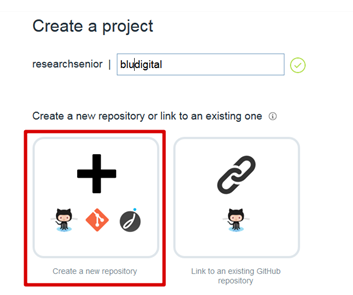 Create a project
researchsenior | bludigital
Create a new repository or link to an existing one
Create a new repository
Link to an existing GitHub
repository